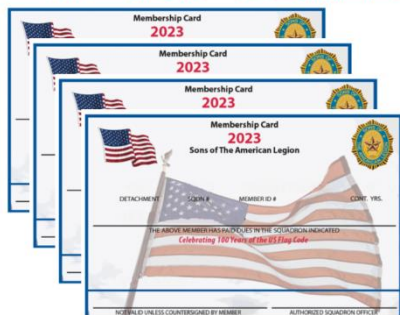 Membership Card
2023
Membership Card
2023
Membership Card
2023
Membership Card
2023
Sons of The American Legion
DETACHMENT SQDN # MEMBER ID # CONT. YRS.
THE ABOVE MEMBER HAS PAID DUES IN THE SQUADRON INDICATED
Celebrating 100 Years of the US Flag Code
NOT VALID UNLESS COUNTERSIGNED BY MEMBER AUTHORIZED SQUADRON OFFICER